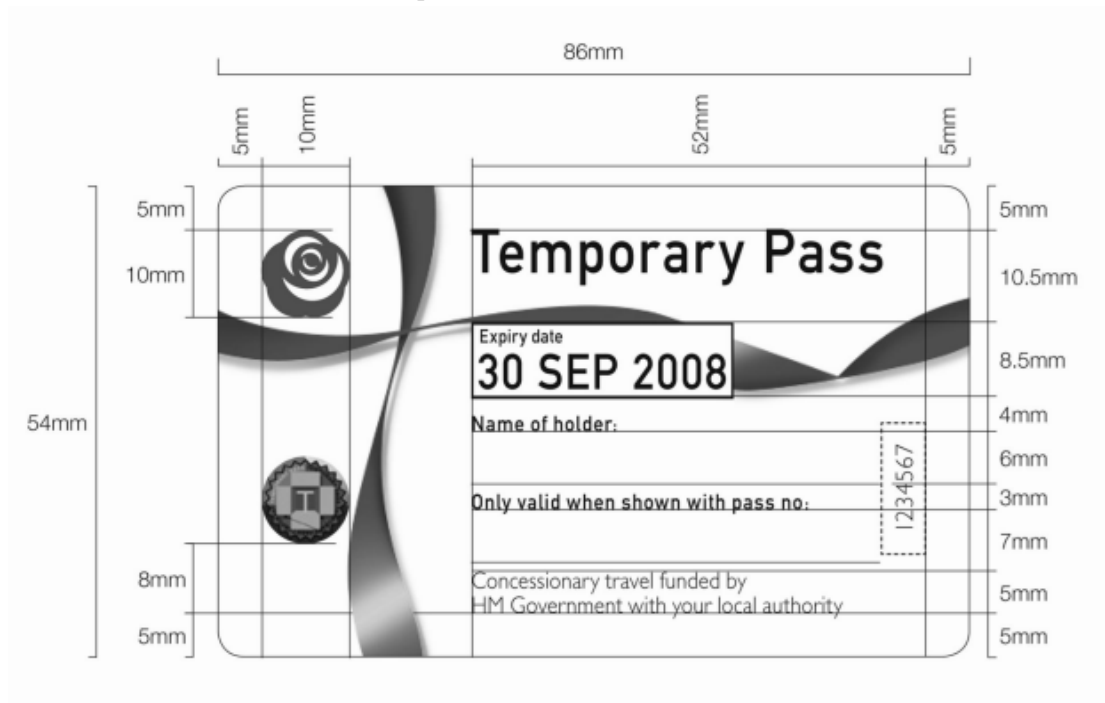 86mm
5mm
10mm
52mm
5mm
5mm
10mm
54mm
8mm
5mm
Temporary Pass
Expiry date
30 SEP 2008
Name of holder:
Only valid when shown with pass no:
1234567
Concessionary travel funded by
HM Government with your local authority
T
5mm
10.5mm
8.5mm
4mm
6mm
3mm
7mm
5mm
5mm